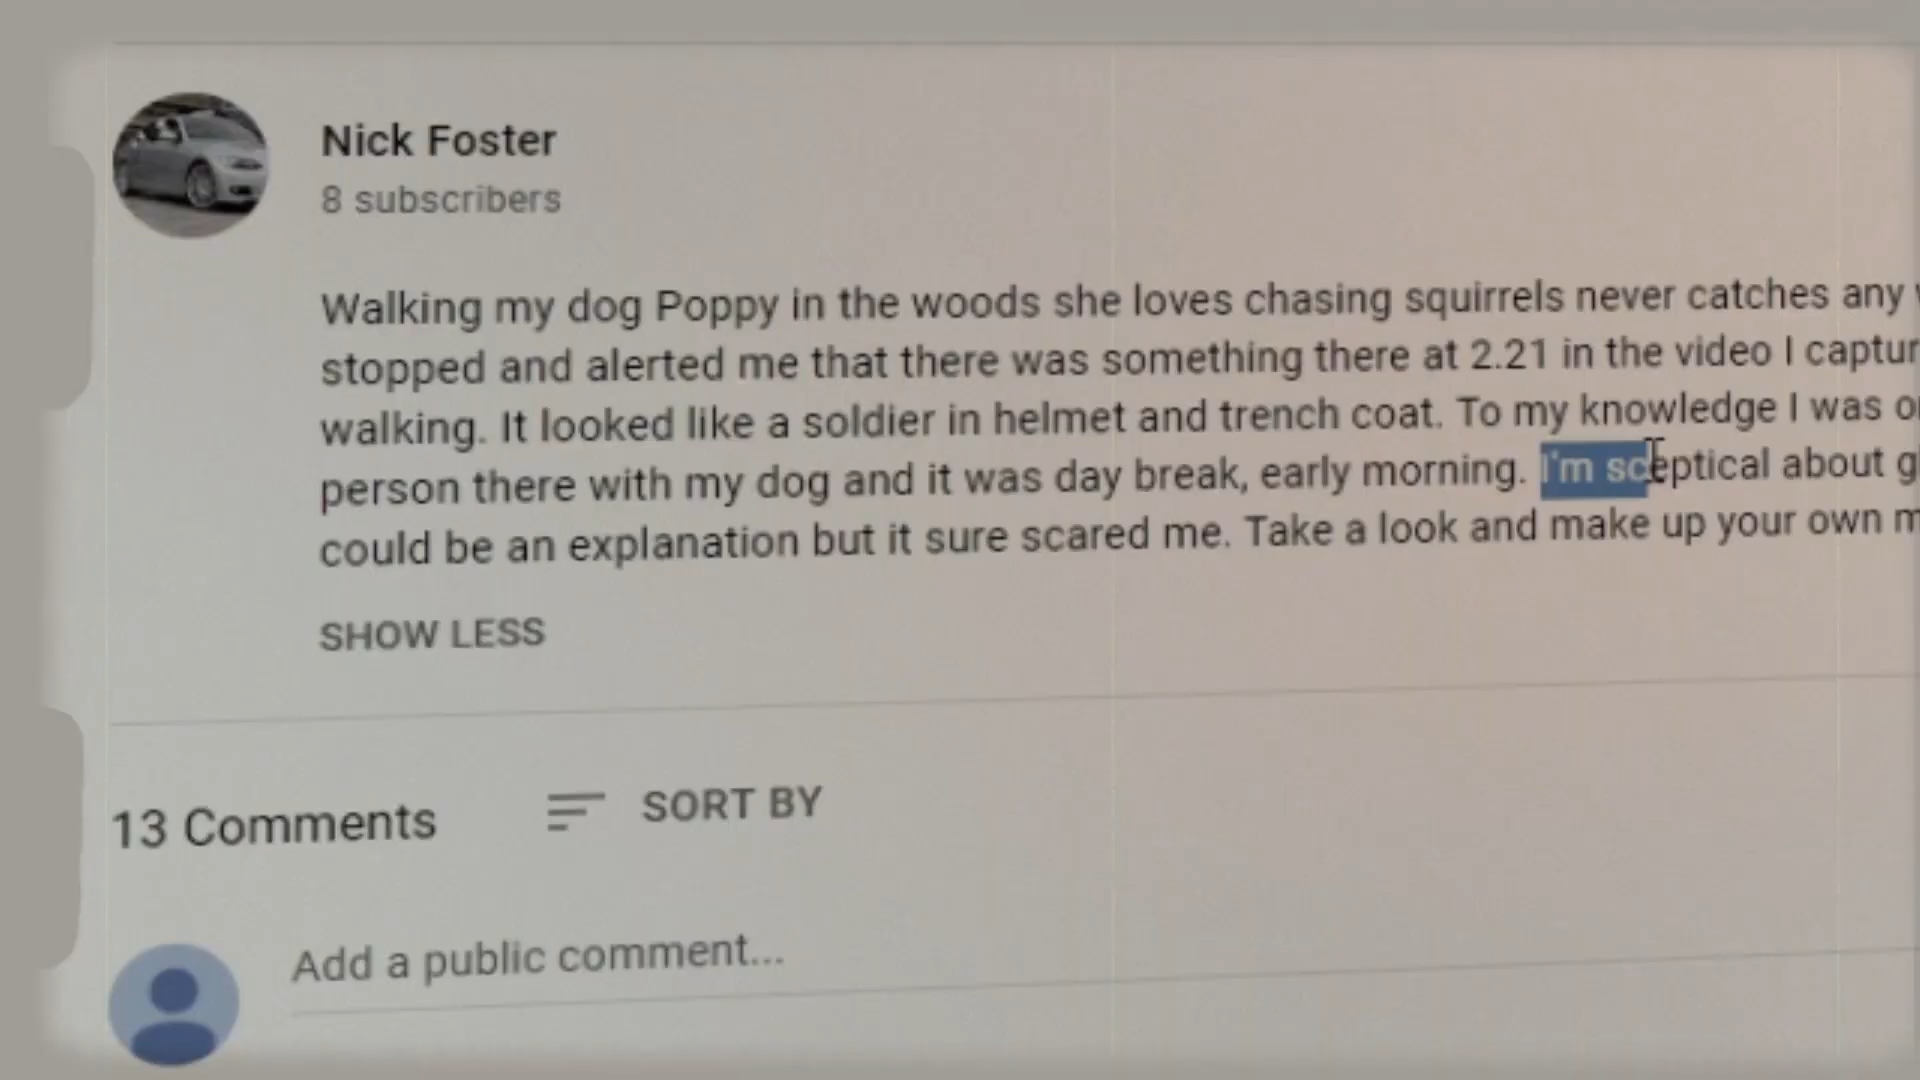 Nick Foster
8 subscribers
Walking my dog Poppy in the woods she loves chasing squirrels never catches any
stopped and alerted me that there was something there at 2.21 in the video I captur
walking. It looked like a soldier in helmet and trench coat. To my knowledge I was
person there with my dog and it was day break, early morning. I'm sceptical about
could be an explanation but it sure scared me. Take a look and make up your own
SHOW LESS
13 Comments
SORT BY
Add a public comment...